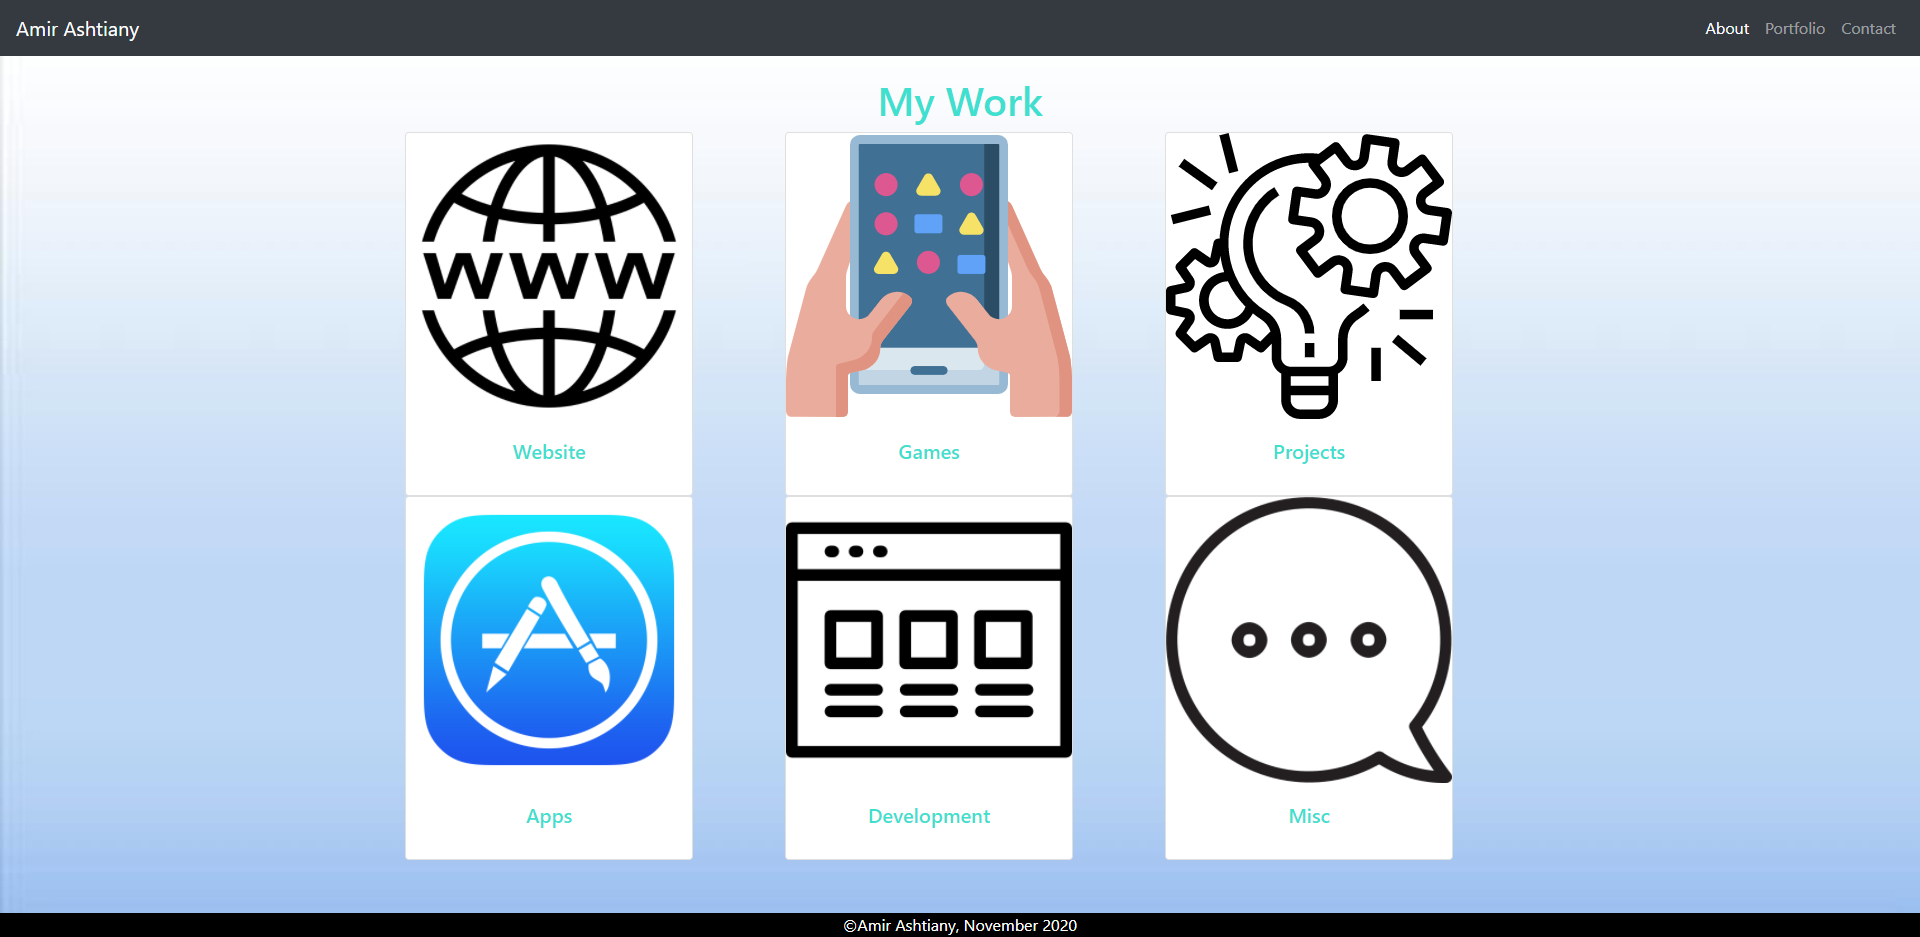 Amir Ashtiany
About Portfolio Contact
My Work
www
Website
Games
Projects
Apps
Development
Misc
©Amir Ashtiany, November 2020